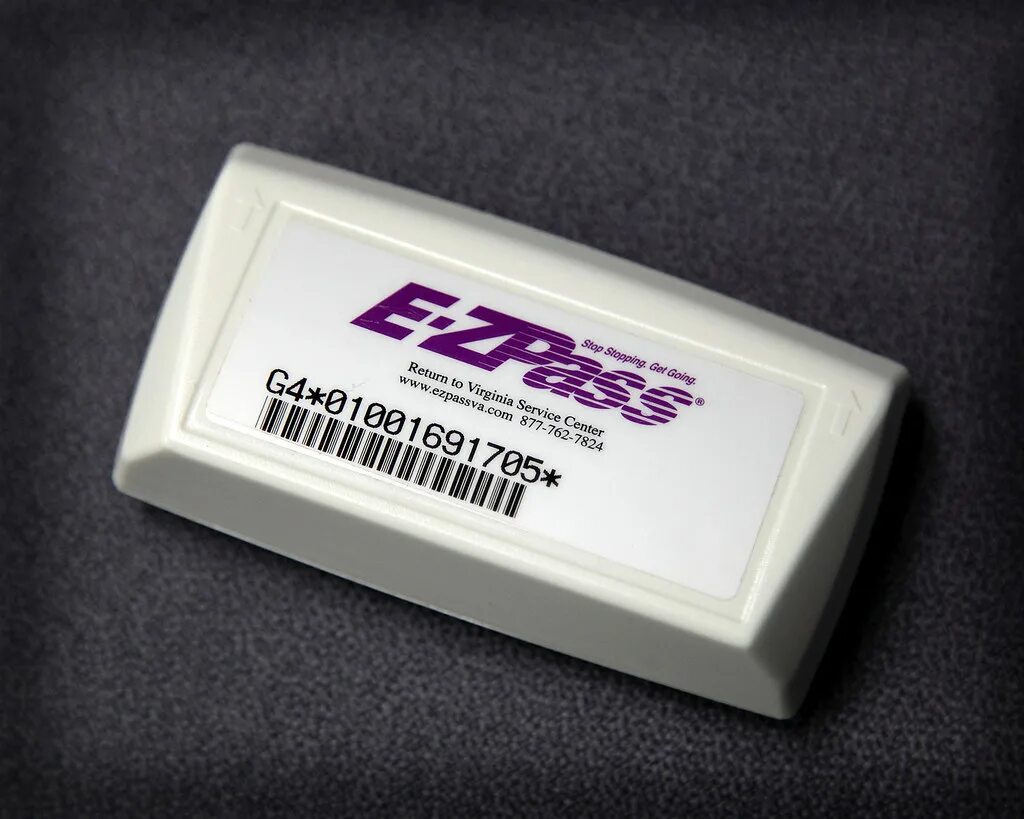 E-ZPass®
Stop Stopping. Get Going.
Return to Virginia Service Center
www.ezpassva.com 877-762-7824
G4*01001691705*